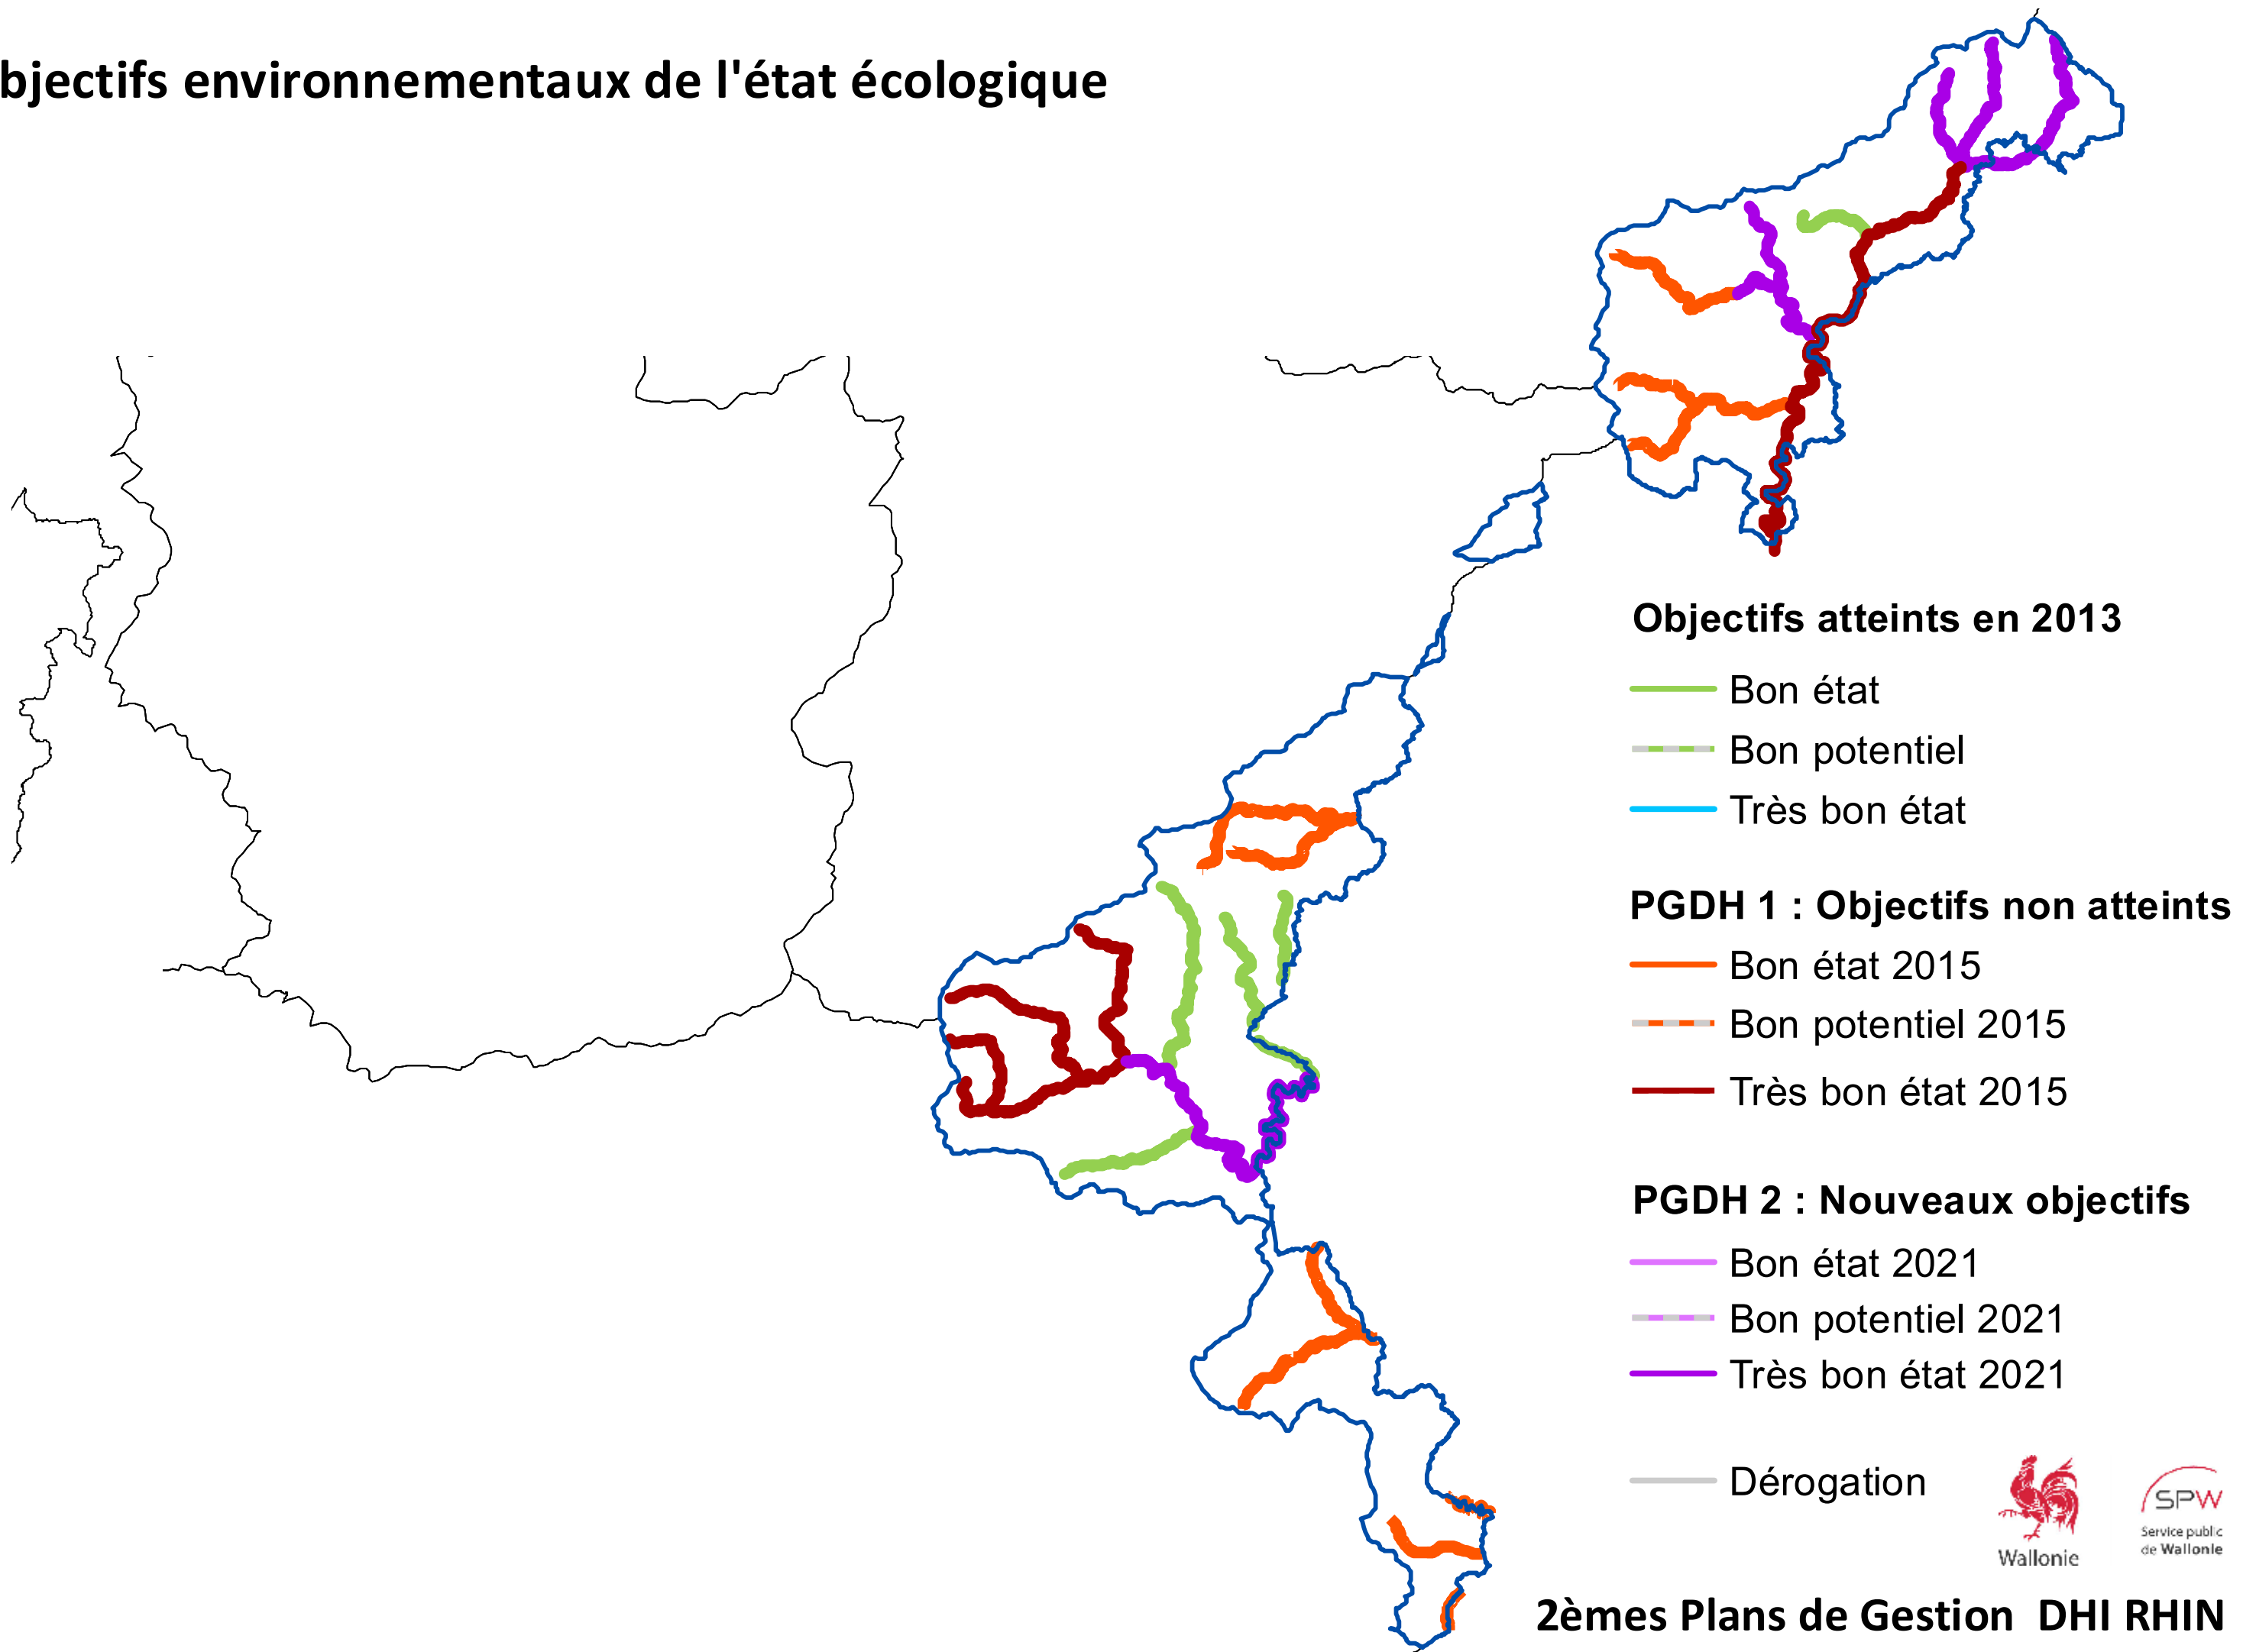 bjectifs environnementaux de l'état écologique
Objectifs atteints en 2013
Bon état
Bon potentiel
Très bon état
PGDH 1 : Objectifs non atteints
Bon état 2015
Bon potentiel 2015
Très bon état 2015
PGDH 2 : Nouveaux objectifs
Bon état 2021
Bon potentiel 2021
Très bon état 2021
Dérogation
Wallonie
SPW
Service public
de Wallonie
2èmes Plans de Gestion DHI RHIN